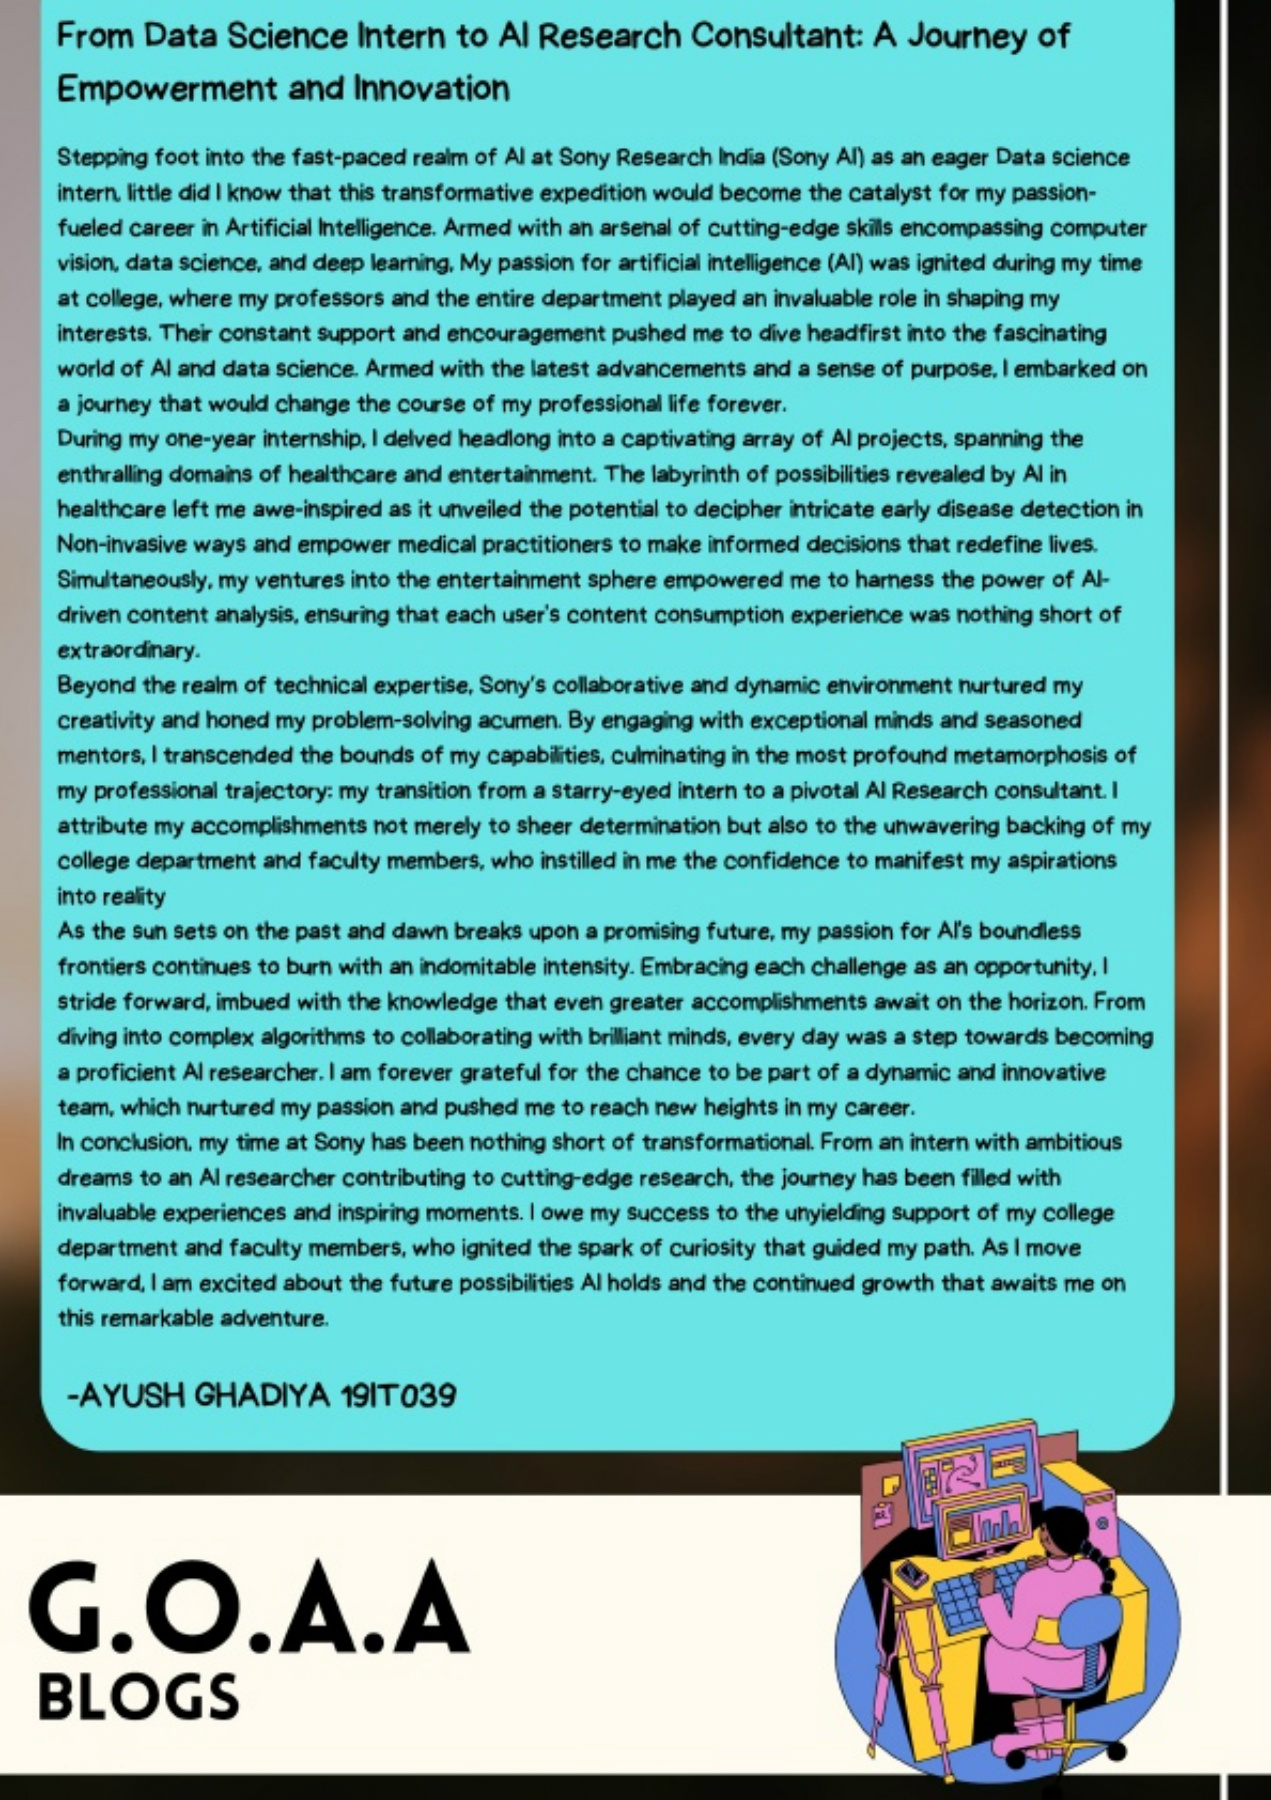 From Data Science Intern to AI Research Consultant: A Journey of
Empowerment and Innovation
Stepping foot into the fast-paced realm of AI at Sony Research India (Sony AI) as an eager Data science
intern, little did I know that this transformative expedition would become the catalyst for my passion-
fueled career in Artificial Intelligence. Armed with an arsenal of cutting-edge skills encompassing computer
vision, data science, and deep learning, My passion for artificial intelligence (AI) was ignited during my time
at college, where my professors and the entire department played an invaluable role in shaping my
interests. Their constant support and encouragement pushed me to dive headfirst into the fascinating
world of AI and data science. Armed with the latest advancements and a sense of purpose, I embarked on
a journey that would change the course of my professional life forever.
During my one-year internship, I delved headlong into a captivating array of AI projects, spanning the
enthralling domains of healthcare and entertainment. The labyrinth of possibilities revealed by AI in
healthcare left me awe-inspired as it unveiled the potential to decipher intricate early disease detection in
Non-invasive ways and empower medical practitioners to make informed decisions that redefine lives.
Simultaneously, my ventures into the entertainment sphere empowered me to harness the power of AI-
driven content analysis, ensuring that each user's content consumption experience was nothing short of
extraordinary.
Beyond the realm of technical expertise, Sony's collaborative and dynamic environment nurtured my
creativity and honed my problem-solving acumen. By engaging with exceptional minds and seasoned
mentors, I transcended the bounds of my capabilities, culminating in the most profound metamorphosis of
my professional trajectory: my transition from a starry-eyed intern to a pivotal AI Research consultant. I
attribute my accomplishments not merely to sheer determination but also to the unwavering backing of my
college department and faculty members, who instilled in me the confidence to manifest my aspirations
into reality
As the sun sets on the past and dawn breaks upon a promising future, my passion for AI's boundless
frontiers continues to burn with an indomitable intensity. Embracing each challenge as an opportunity, I
stride forward, imbued with the knowledge that even greater accomplishments await on the horizon. From
diving into complex algorithms to collaborating with brilliant minds, every day was a step towards becoming
a proficient AI researcher. I am forever grateful for the chance to be part of a dynamic and innovative
team, which nurtured my passion and pushed me to reach new heights in my career.
In conclusion, my time at Sony has been nothing short of transformational. From an intern with ambitious
dreams to an AI researcher contributing to cutting-edge research, the journey has been filled with
invaluable experiences and inspiring moments. I owe my success to the unyielding support of my college
department and faculty members, who ignited the spark of curiosity that guided my path. As I move
forward, I am excited about the future possibilities AI holds and the continued growth that awaits me on
this remarkable adventure.
-AYUSH GHADIYA 19IT039
G.O.A.A
BLOGS